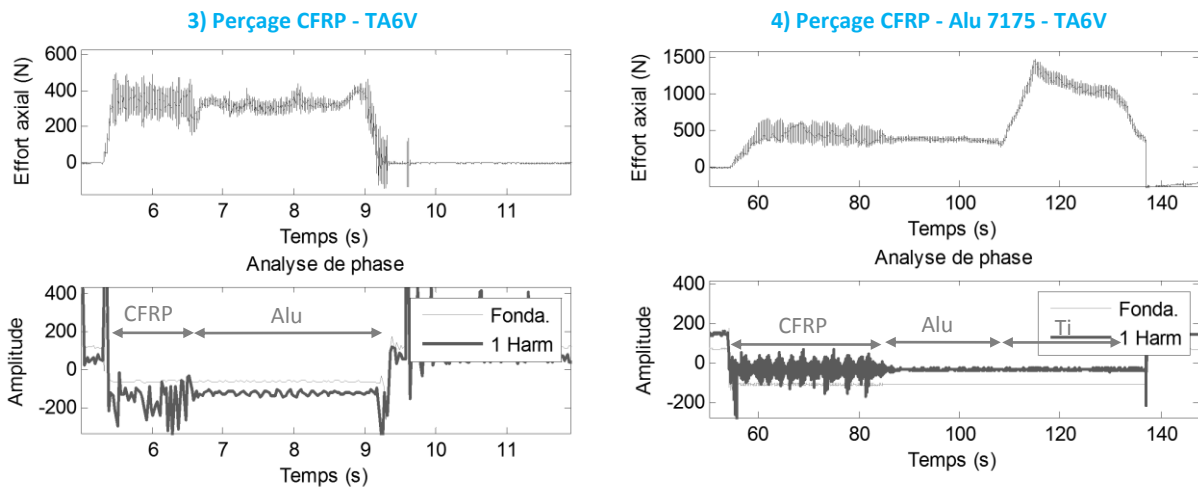 3) Perçage CFRP - TA6V
600
400
200
0
Effort axial (N)
6 7 8 9 10 11
Temps (s)
Analyse de phase
400
200
0
-200
Amplitude
CFRP
Alu
Fonda.
1 Harm
6 7 8 9 10 11
Temps (s)
4) Perçage CFRP - Alu 7175 - TA6V
1500
1000
500
0
Effort axial (N)
60 80 100 120 140
Temps (s)
Analyse de phase
400
200
0
-200
Amplitude
CFRP
Alu
Ti
Fonda.
1 Harm
60 80 100 120 140
Temps (s)